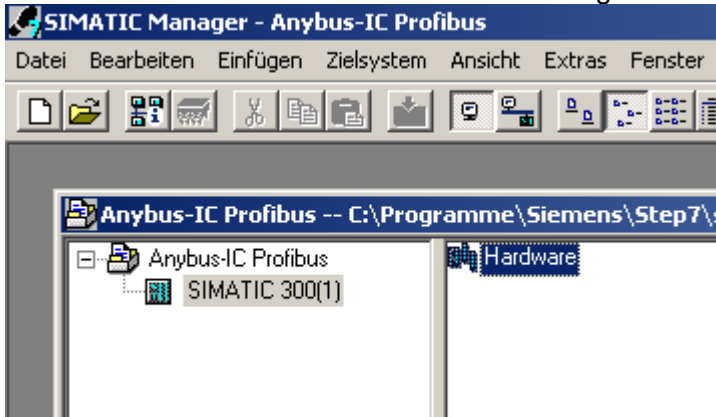 SIMATIC Manager - Anybus-IC Profibus
Datei Bearbeiten Einfügen Zielsystem Ansicht Extras Fenster
Anybus-IC Profibus -- C:\Programme\Siemens\Step7\
Anybus-IC Profibus
Hardware
SIMATIC 300(1)